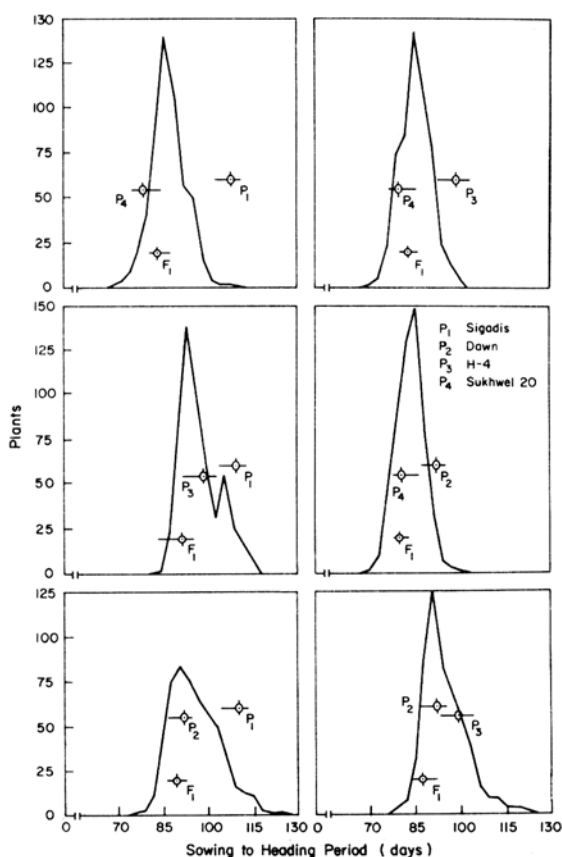 150
125
100
75
50
25
0
P4
P1
F1
P4
P3
F1
Plants
150
125
100
75
50
25
0
P3
P1
F1
P1 Sigadis
P2 Dawn
P3 H-4
P4 Sukhwel 20
P4
P2
F1
125
100
75
50
25
0
P2
P1
F1
P2
P3
F1
0 70 85 100 115 130 0 70 85 100 115 130
Sowing to Heading Period ( days )